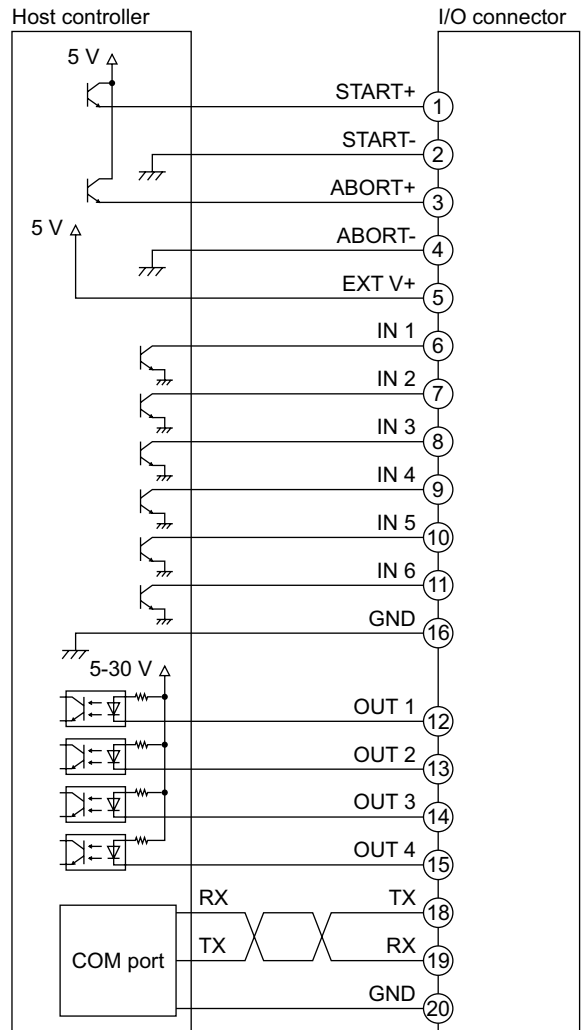 Host controller
I/O connector
5 V
START+
1
START-
2
ABORT+
3
5 V
ABORT-
4
EXT V+
5
IN 1
6
IN 2
7
IN 3
8
IN 4
9
IN 5
10
IN 6
11
GND
16
5-30 V
OUT 1
12
OUT 2
13
OUT 3
14
OUT 4
15
RX
TX
18
COM port
TX
RX
19
GND
20